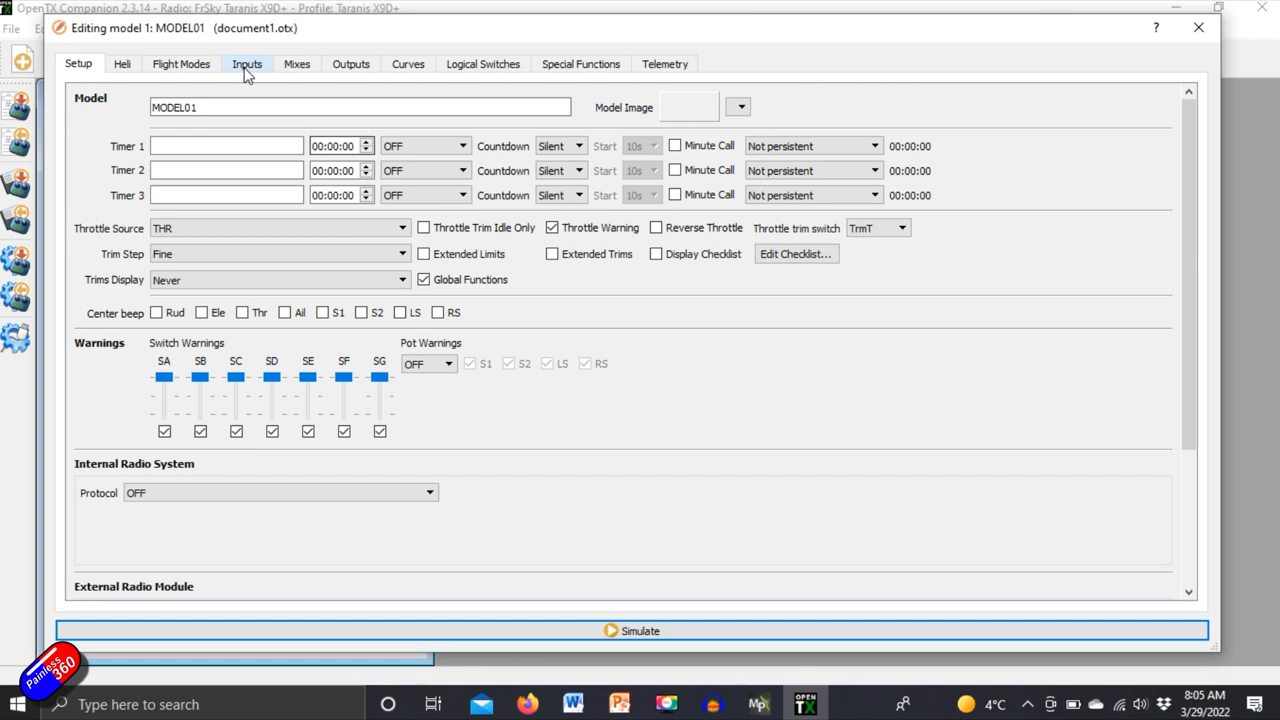 OpenTX Companion 2.3.14 - Radio: FrSky Taranis X9D+ - Profile: Taranis X9D+
Editing model 1: MODEL01 (document1.otx)
File
Setup Heli Flight Modes Inputs Mixes Outputs Curves Logical Switches Special Functions Telemetry
Model MODEL01 Model Image
Timer 1 00:00:00 OFF Countdown Silent Start 10s Minute Call Not persistent 00:00:00
Timer 2 00:00:00 OFF Countdown Silent Start 10s Minute Call Not persistent 00:00:00
Timer 3 00:00:00 OFF Countdown Silent Start 10s Minute Call Not persistent 00:00:00
Throttle Source THR Throttle Trim Idle Only Throttle Warning Reverse Throttle Throttle trim switch TrmT
Trim Step Fine Extended Limits Extended Trims Display Checklist Edit Checklist...
Trims Display Never Global Functions
Center beep Rud Ele Thr Ail S1 S2 LS RS
Warnings Switch Warnings Pot Warnings
SA SB SC SD SE SF SG OFF S1 S2 LS RS
Internal Radio System
Protocol OFF
External Radio Module
Simulate
Painless360
Type here to search
Mp OPEN TX
4°C 8:05 AM
3/29/2022